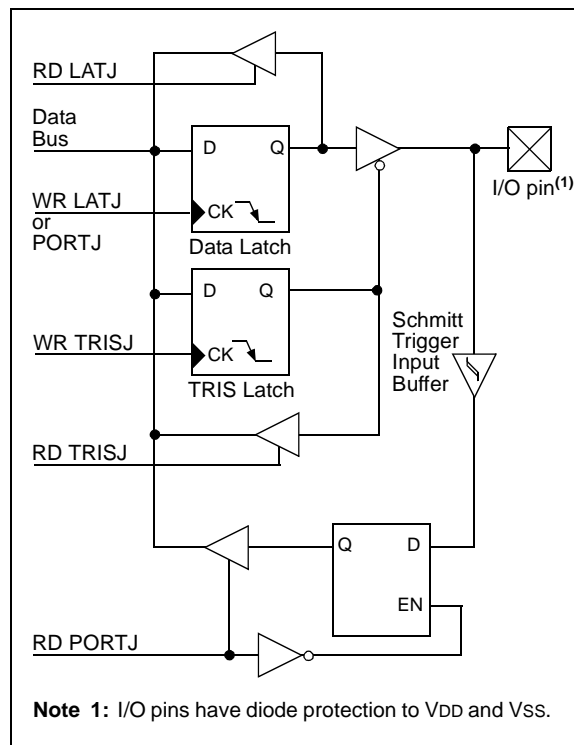 RD LATJ
Data
Bus
D Q
I/O pin(1)
WR LATJ
or
PORTJ
CK
Data Latch
D Q
WR TRISJ
CK
TRIS Latch
Schmitt
Trigger
Input
Buffer
RD TRISJ
Q D
EN
RD PORTJ
Note 1: I/O pins have diode protection to VDD and VSS.